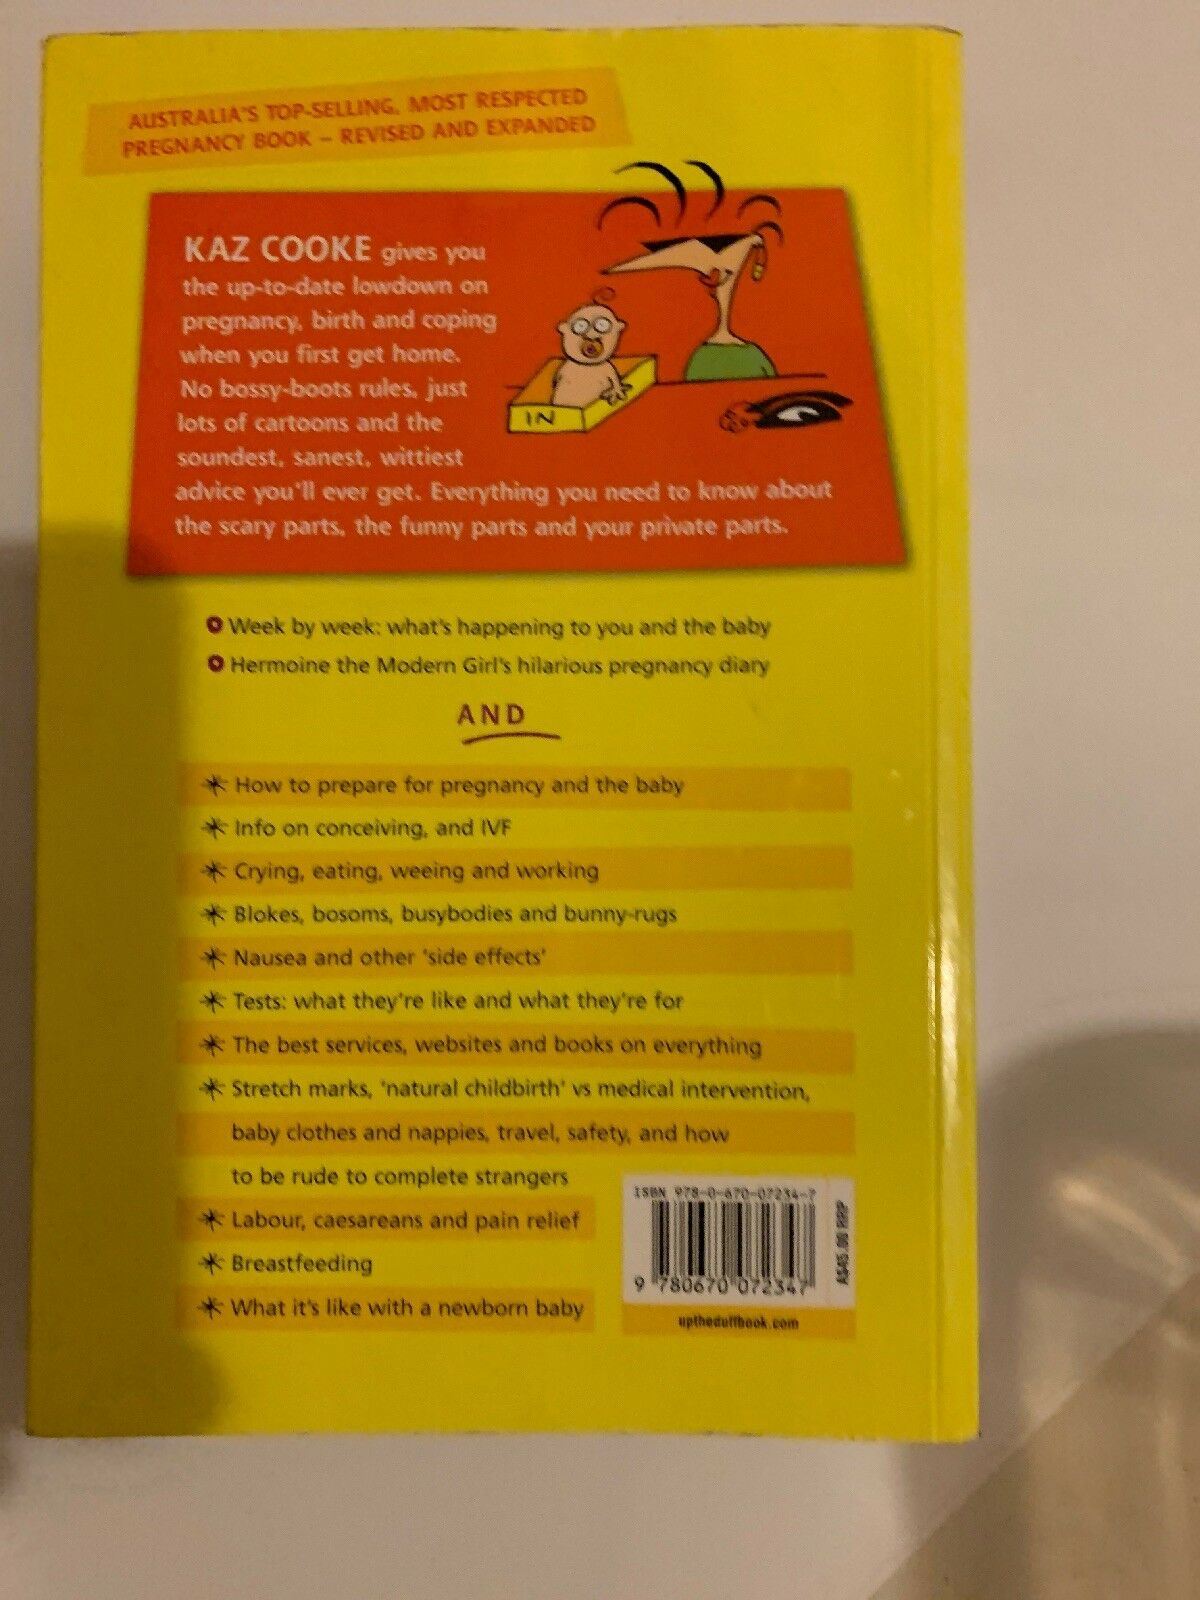 AUSTRALIA'S TOP-SELLING, MOST RESPECTED
PREGNANCY BOOK – REVISED AND EXPANDED
KAZ COOKE gives you
the up-to-date lowdown on
pregnancy, birth and coping
when you first get home.
No bossy-boots rules, just
lots of cartoons and the
soundest, sanest, wittiest
advice you'll ever get. Everything you need to know about
the scary parts, the funny parts and your private parts.
IN
Week by week: what's happening to you and the baby
Hermoine the Modern Girl's hilarious pregnancy diary
AND
How to prepare for pregnancy and the baby
Info on conceiving, and IVF
Crying, eating, weeing and working
Blokes, bosoms, busybodies and bunny-rugs
Nausea and other 'side effects'
Tests: what they're like and what they're for
The best services, websites and books on everything
Stretch marks, 'natural childbirth' vs medical intervention,
baby clothes and nappies, travel, safety, and how
to be rude to complete strangers
Labour, caesareans and pain relief
Breastfeeding
What it's like with a newborn baby
ISBN 978-0-670-07234-7
9 780670 072347
A$45.00 RRP
uptheduffbook.com